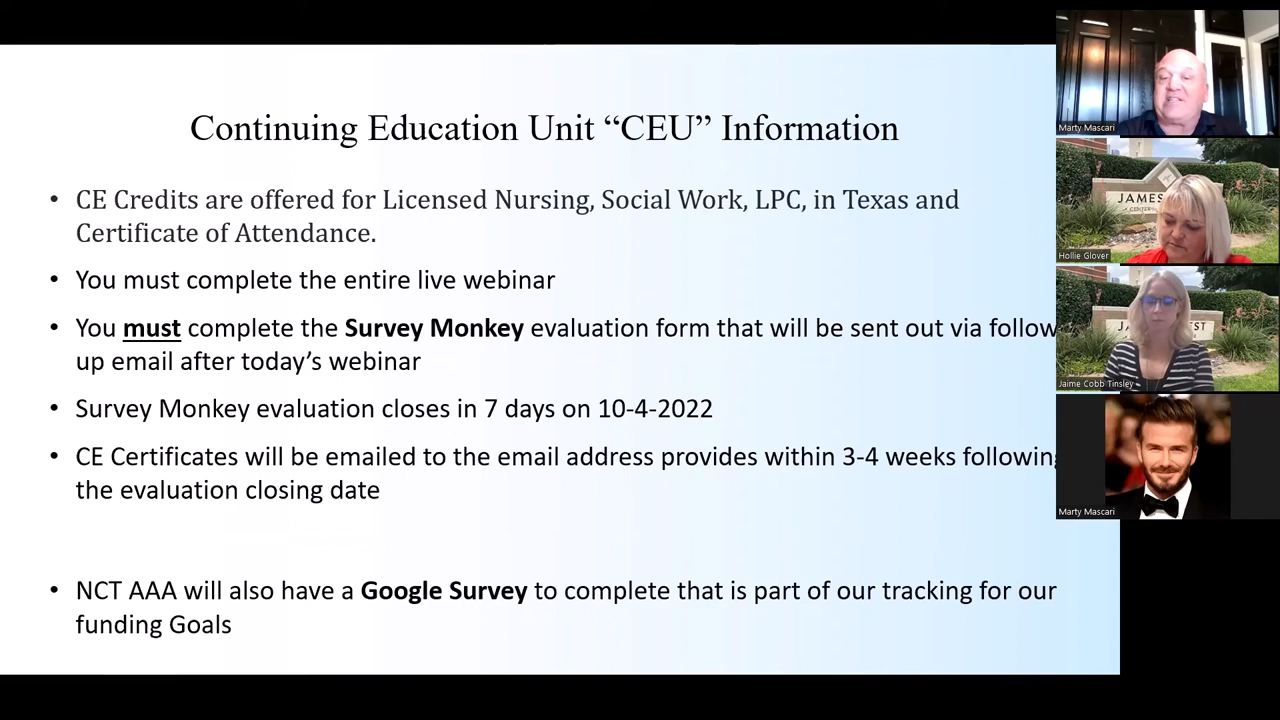 Continuing Education Unit “CEU” Information
• CE Credits are offered for Licensed Nursing, Social Work, LPC, in Texas and
Certificate of Attendance.
• You must complete the entire live webinar
• You must complete the Survey Monkey evaluation form that will be sent out via follow
up email after today’s webinar
• Survey Monkey evaluation closes in 7 days on 10-4-2022
• CE Certificates will be emailed to the email address provides within 3-4 weeks following
the evaluation closing date
• NCT AAA will also have a Google Survey to complete that is part of our tracking for our
funding Goals
Marty Mascari
JAMES
Hollie Glover
JA
ST
Jaime Cobb Tinsley
Marty Mascari